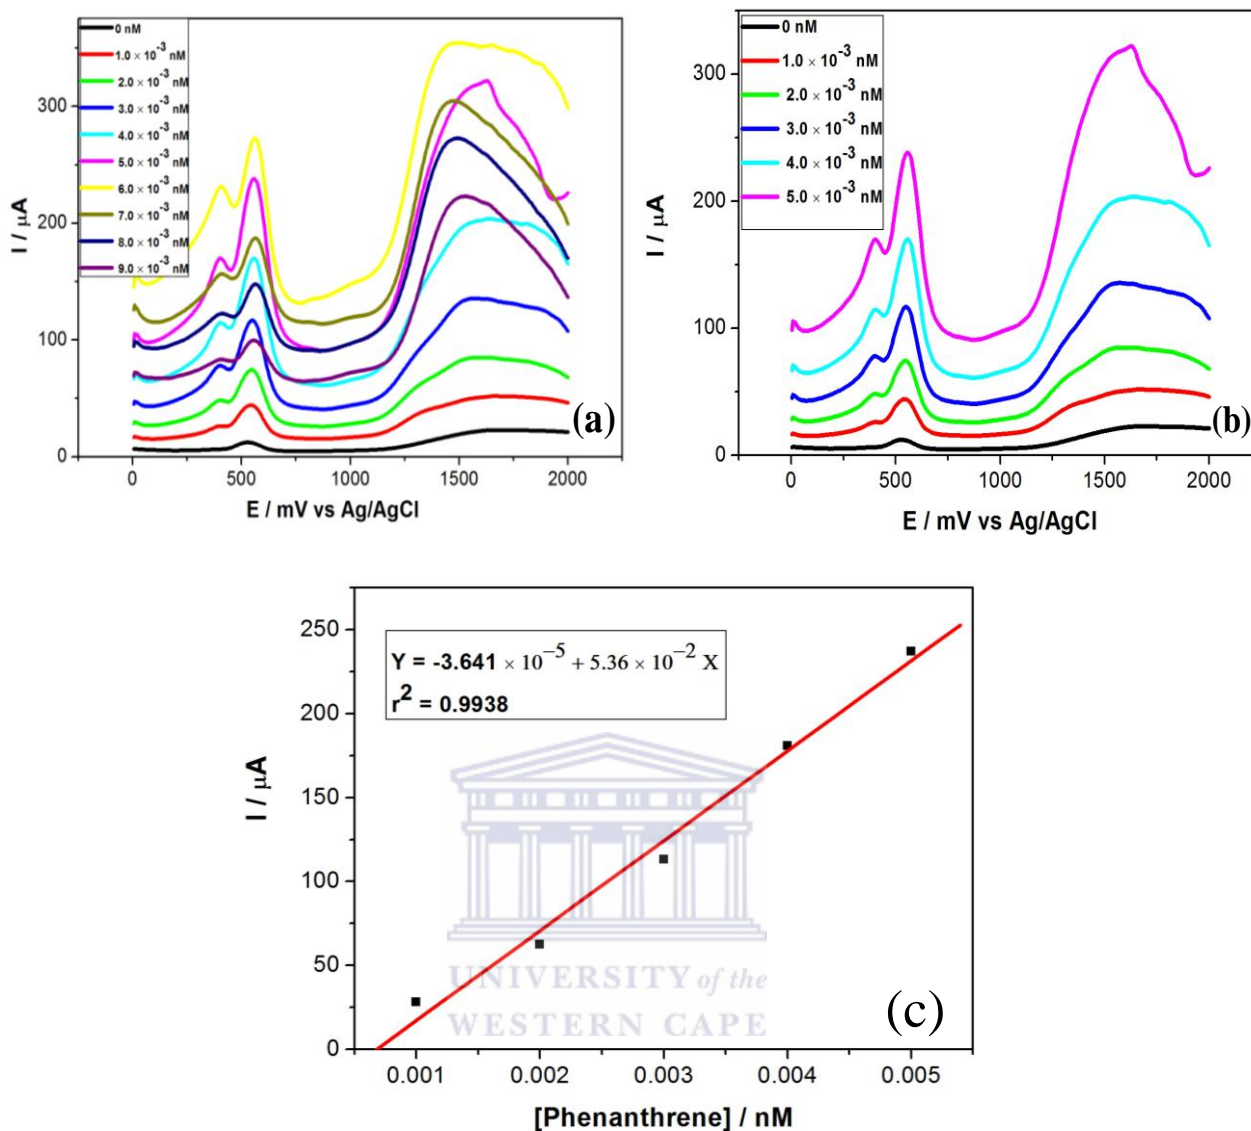 0 nM
1.0 × 10⁻³ nM
2.0 × 10⁻³ nM
3.0 × 10⁻³ nM
4.0 × 10⁻³ nM
5.0 × 10⁻³ nM
6.0 × 10⁻³ nM
7.0 × 10⁻³ nM
8.0 × 10⁻³ nM
9.0 × 10⁻³ nM
300
200
100
0
I / μA
0 500 1000 1500 2000
E / mV vs Ag/AgCl
(a)
0 nM
1.0 × 10⁻³ nM
2.0 × 10⁻³ nM
3.0 × 10⁻³ nM
4.0 × 10⁻³ nM
5.0 × 10⁻³ nM
300
200
100
0
I / μA
0 500 1000 1500 2000
E / mV vs Ag/AgCl
(b)
Y = -3.641 × 10⁻⁵ + 5.36 × 10⁻² X
r² = 0.9938
250
200
150
100
50
0
I / μA
UNIVERSITY of the
WESTERN CAPE
(c)
0.001 0.002 0.003 0.004 0.005
[Phenanthrene] / nM